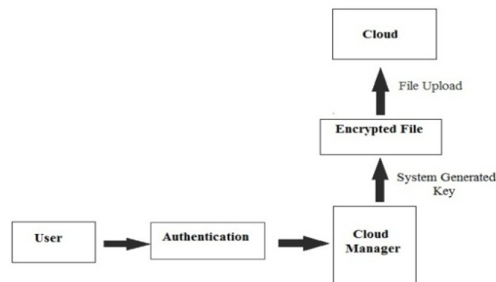 Cloud
File Upload
Encrypted File
System Generated
Key
User
Authentication
Cloud
Manager